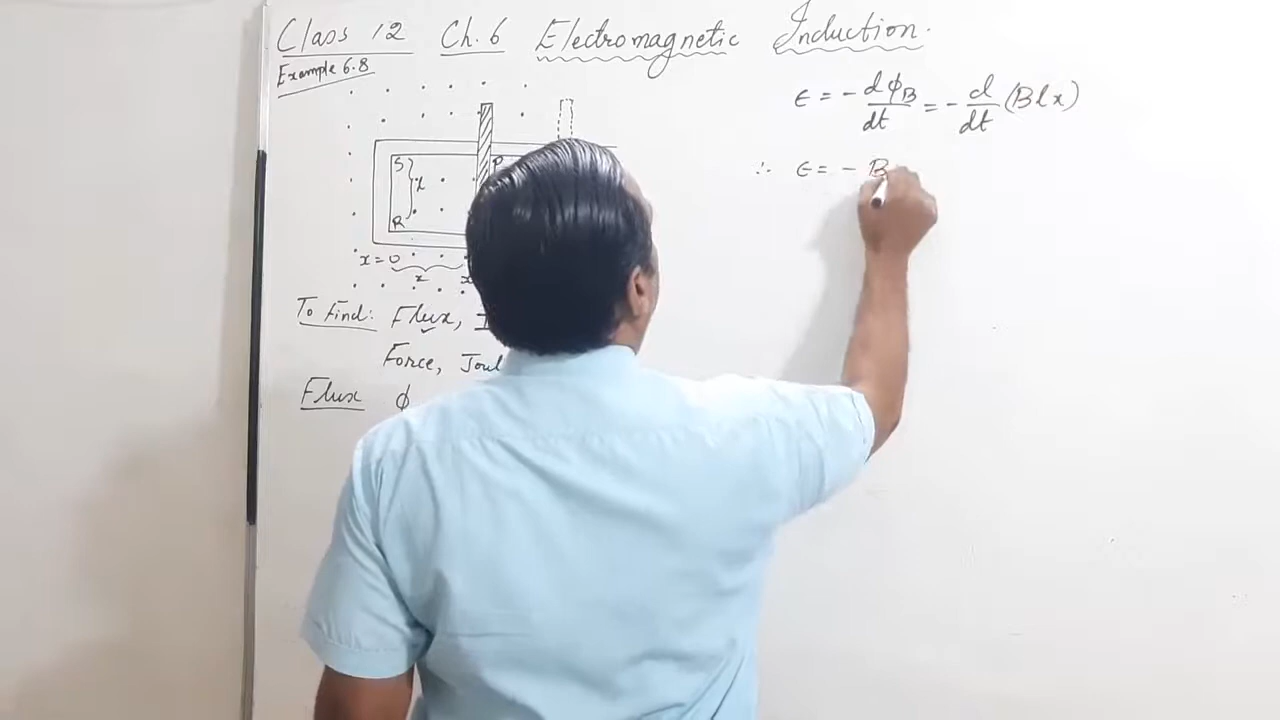 Class 12 Ch. 6 Electromagnetic Induction.
Example 6.8
S
P
l
R
x = 0
x
To Find: Flux,
Force,
Flux ϕ
ϵ = - dϕB/dt = - d/dt (Blx)
∴ ϵ = - B